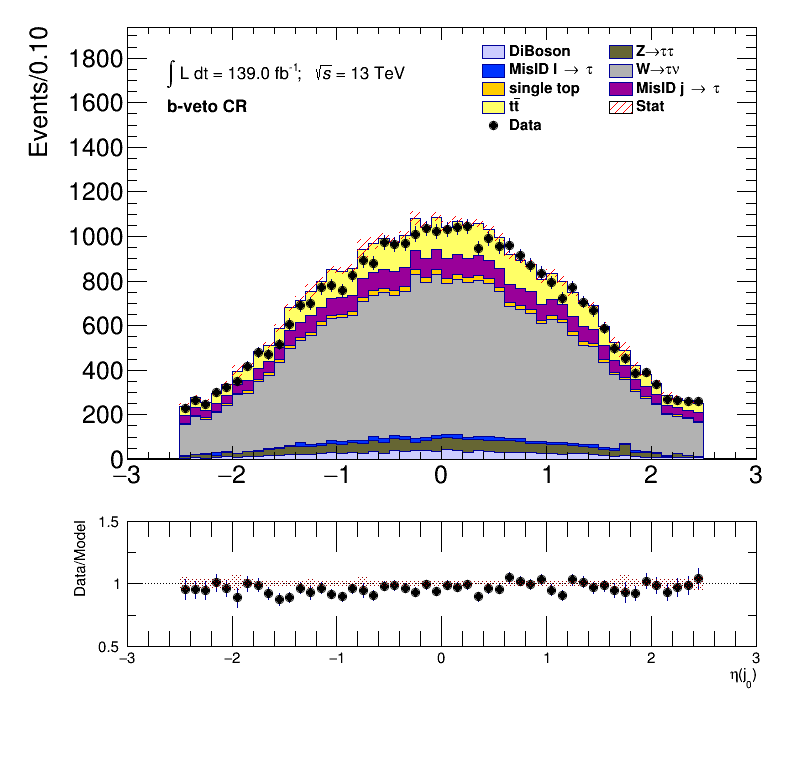 Events/0.10
1800
1600
1400
1200
1000
800
600
400
200
0
∫ L dt = 139.0 fb⁻¹; √s = 13 TeV
b-veto CR
DiBoson
MisID l → τ
single top
tt̄
Data
Z→ττ
W→τν
MisID j → τ
Stat
−3 −2 −1 0 1 2 3
Data/Model
1.5
1
0.5
−3 −2 −1 0 1 2 3
η(j₀)